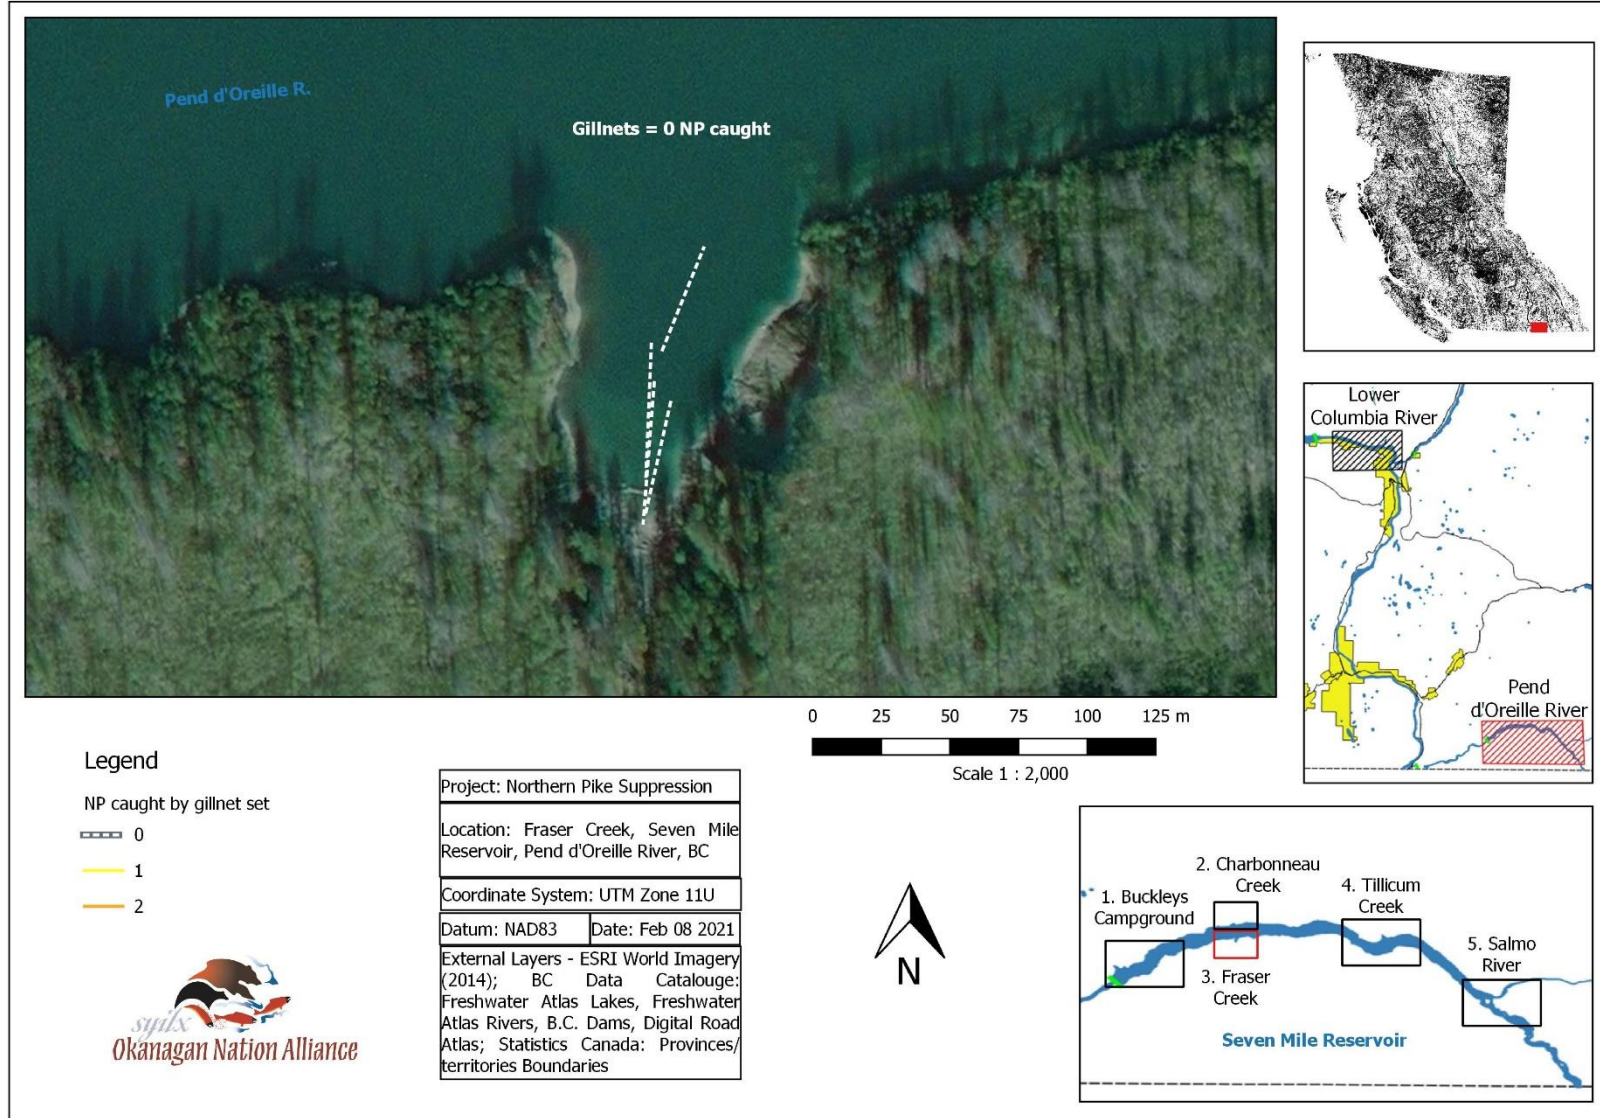 Pend d'Oreille R.
Gillnets = 0 NP caught
Lower
Columbia River
Pend
d'Oreille River
0 25 50 75 100 125 m
Scale 1 : 2,000
Legend
NP caught by gillnet set
0
1
2
syilx
Okanagan Nation Alliance
Project: Northern Pike Suppression
Location: Fraser Creek, Seven Mile
Reservoir, Pend d'Oreille River, BC
Coordinate System: UTM Zone 11U
Datum: NAD83 Date: Feb 08 2021
External Layers - ESRI World Imagery
(2014); BC Data Catalouge:
Freshwater Atlas Lakes, Freshwater
Atlas Rivers, B.C. Dams, Digital Road
Atlas; Statistics Canada: Provinces/
territories Boundaries
N
1. Buckleys
Campground
2. Charbonneau
Creek
3. Fraser
Creek
4. Tillicum
Creek
5. Salmo
River
Seven Mile Reservoir